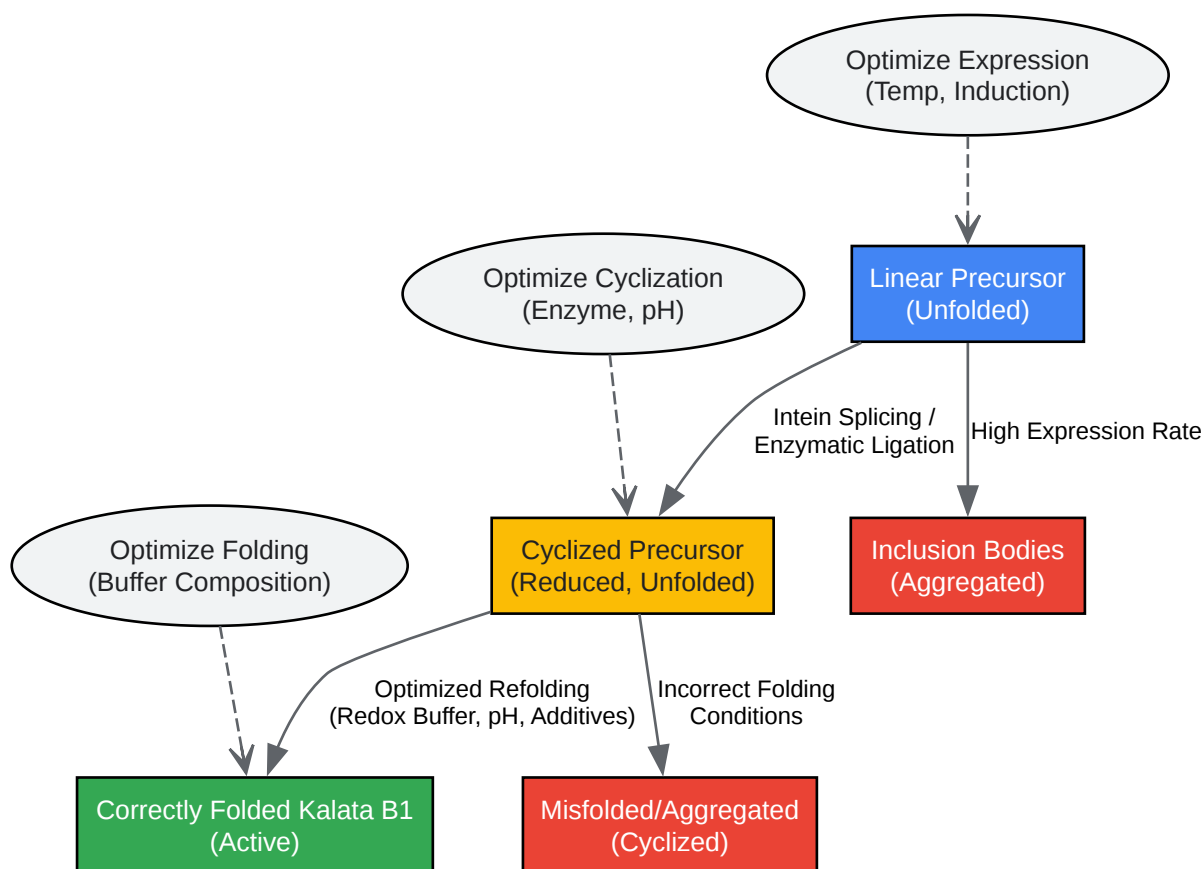 Optimize Expression
(Temp, Induction)
Optimize Cyclization
(Enzyme, pH)
Linear Precursor
(Unfolded)
Intein Splicing /
Enzymatic Ligation
High Expression Rate
Optimize Folding
(Buffer Composition)
Cyclized Precursor
(Reduced, Unfolded)
Inclusion Bodies
(Aggregated)
Optimized Refolding
(Redox Buffer, pH, Additives)
Incorrect Folding
Conditions
Correctly Folded Kalata B1
(Active)
Misfolded/Aggregated
(Cyclized)